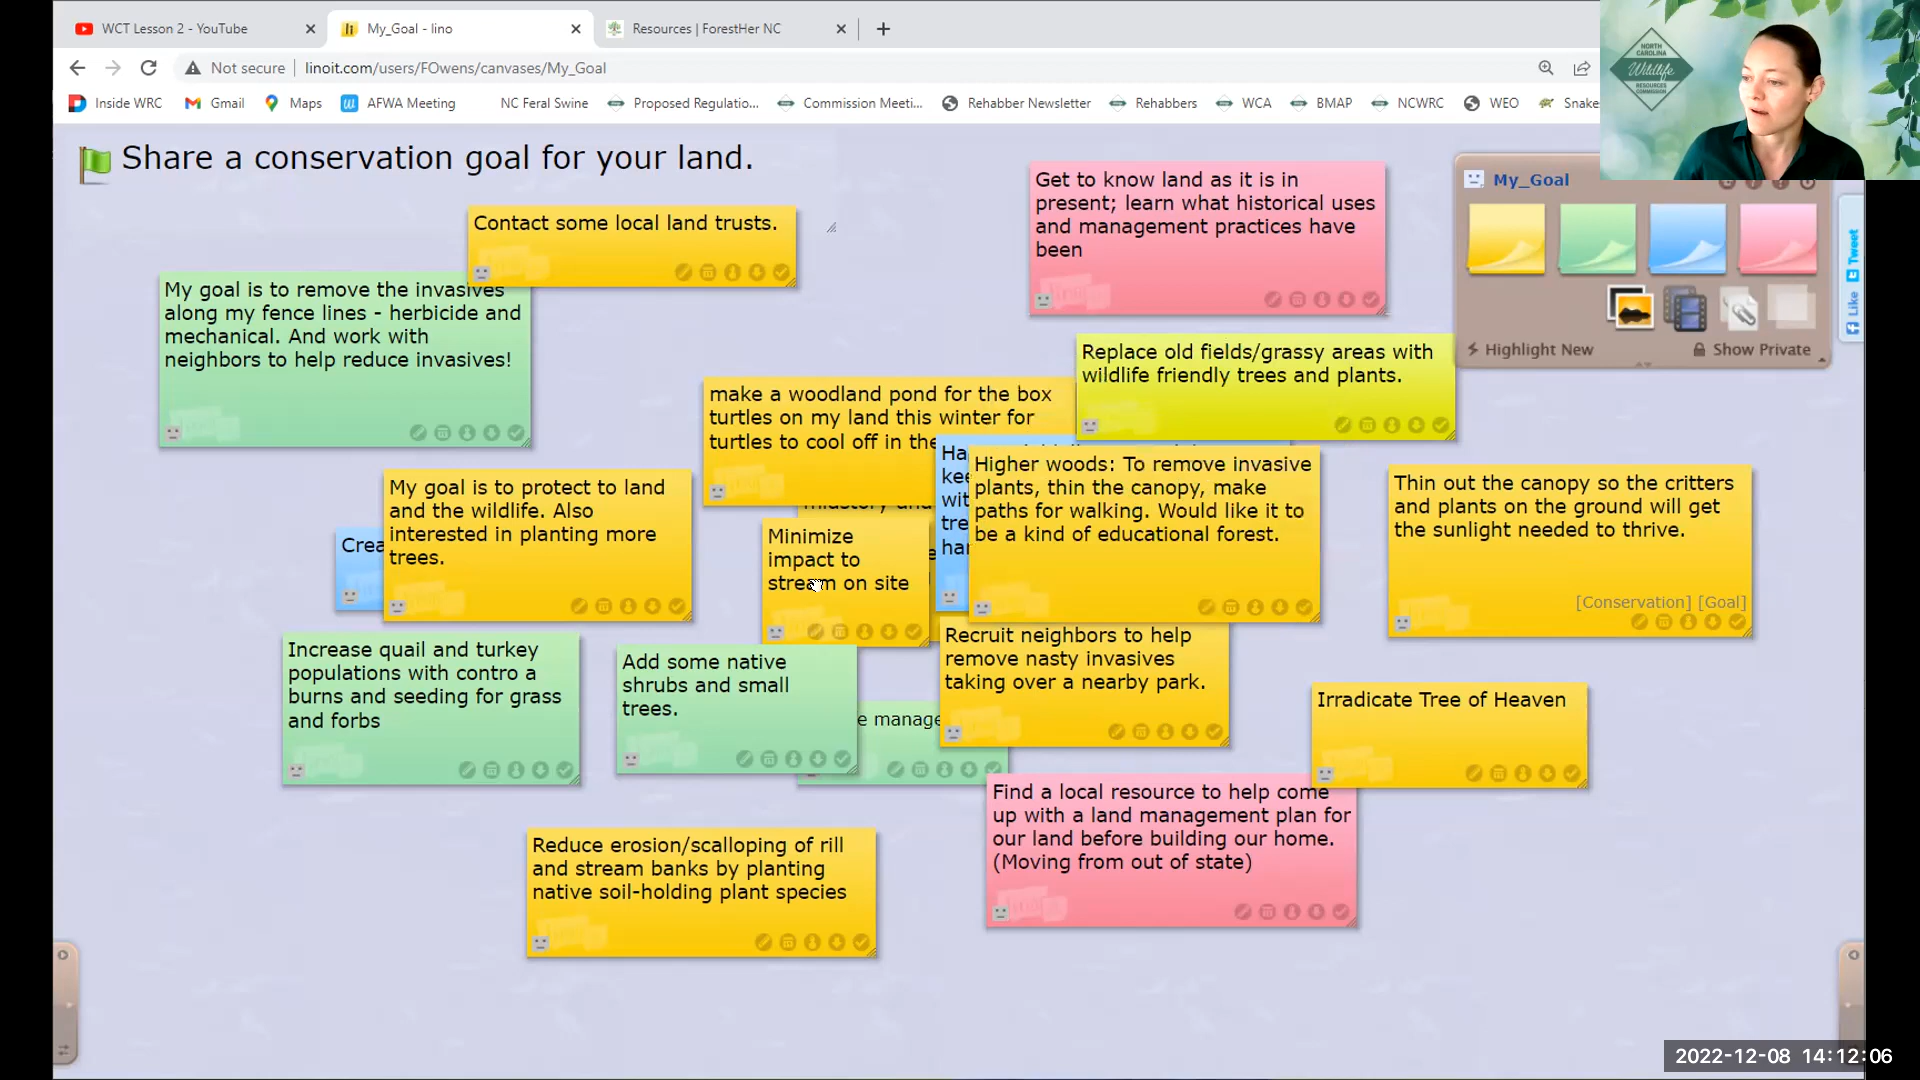 WCT Lesson 2 - YouTube
My_Goal - lino
Resources | ForestHer NC
Not secure
linoit.com/users/FOwens/canvases/My_Goal
Inside WRC
Gmail
Maps
AFWA Meeting
NC Feral Swine
Proposed Regulatio...
Commission Meeti...
Rehabber Newsletter
Rehabbers
WCA
BMAP
NCWRC
WEO
Snake
NORTH
CAROLINA
Wildlife
RESOURCES
COMMISSION
Share a conservation goal for your land.
Contact some local land trusts.
Get to know land as it is in
present; learn what historical uses
and management practices have
been
My_Goal
Tweet
Like
Highlight New
Show Private
My goal is to remove the invasives
along my fence lines - herbicide and
mechanical. And work with
neighbors to help reduce invasives!
Replace old fields/grassy areas with
wildlife friendly trees and plants.
make a woodland pond for the box
turtles on my land this winter for
turtles to cool off in the
Ha
kee
wit
tre
har
Higher woods: To remove invasive
plants, thin the canopy, make
paths for walking. Would like it to
be a kind of educational forest.
Thin out the canopy so the critters
and plants on the ground will get
the sunlight needed to thrive.
[Conservation] [Goal]
My goal is to protect to land
and the wildlife. Also
interested in planting more
trees.
Crea
Minimize
impact to
stream on site
Increase quail and turkey
populations with contro a
burns and seeding for grass
and forbs
Add some native
shrubs and small
trees.
e manage
Recruit neighbors to help
remove nasty invasives
taking over a nearby park.
Irradicate Tree of Heaven
Find a local resource to help come
up with a land management plan for
our land before building our home.
(Moving from out of state)
Reduce erosion/scalloping of rill
and stream banks by planting
native soil-holding plant species
2022-12-08 14:12:06